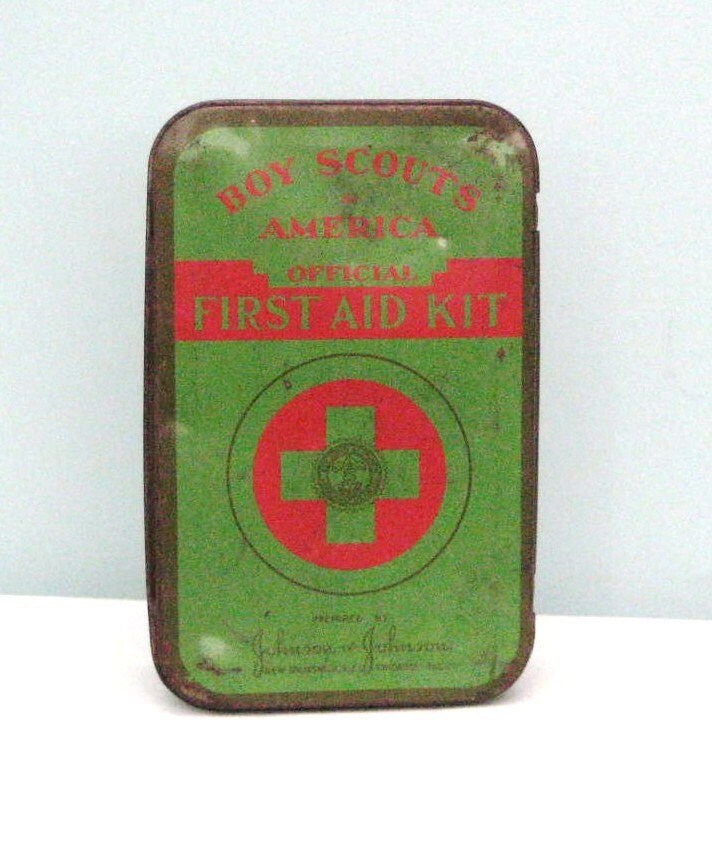 BOY SCOUTS
OF
AMERICA
OFFICIAL
FIRST AID KIT
PREPARED BY
Johnson & Johnson